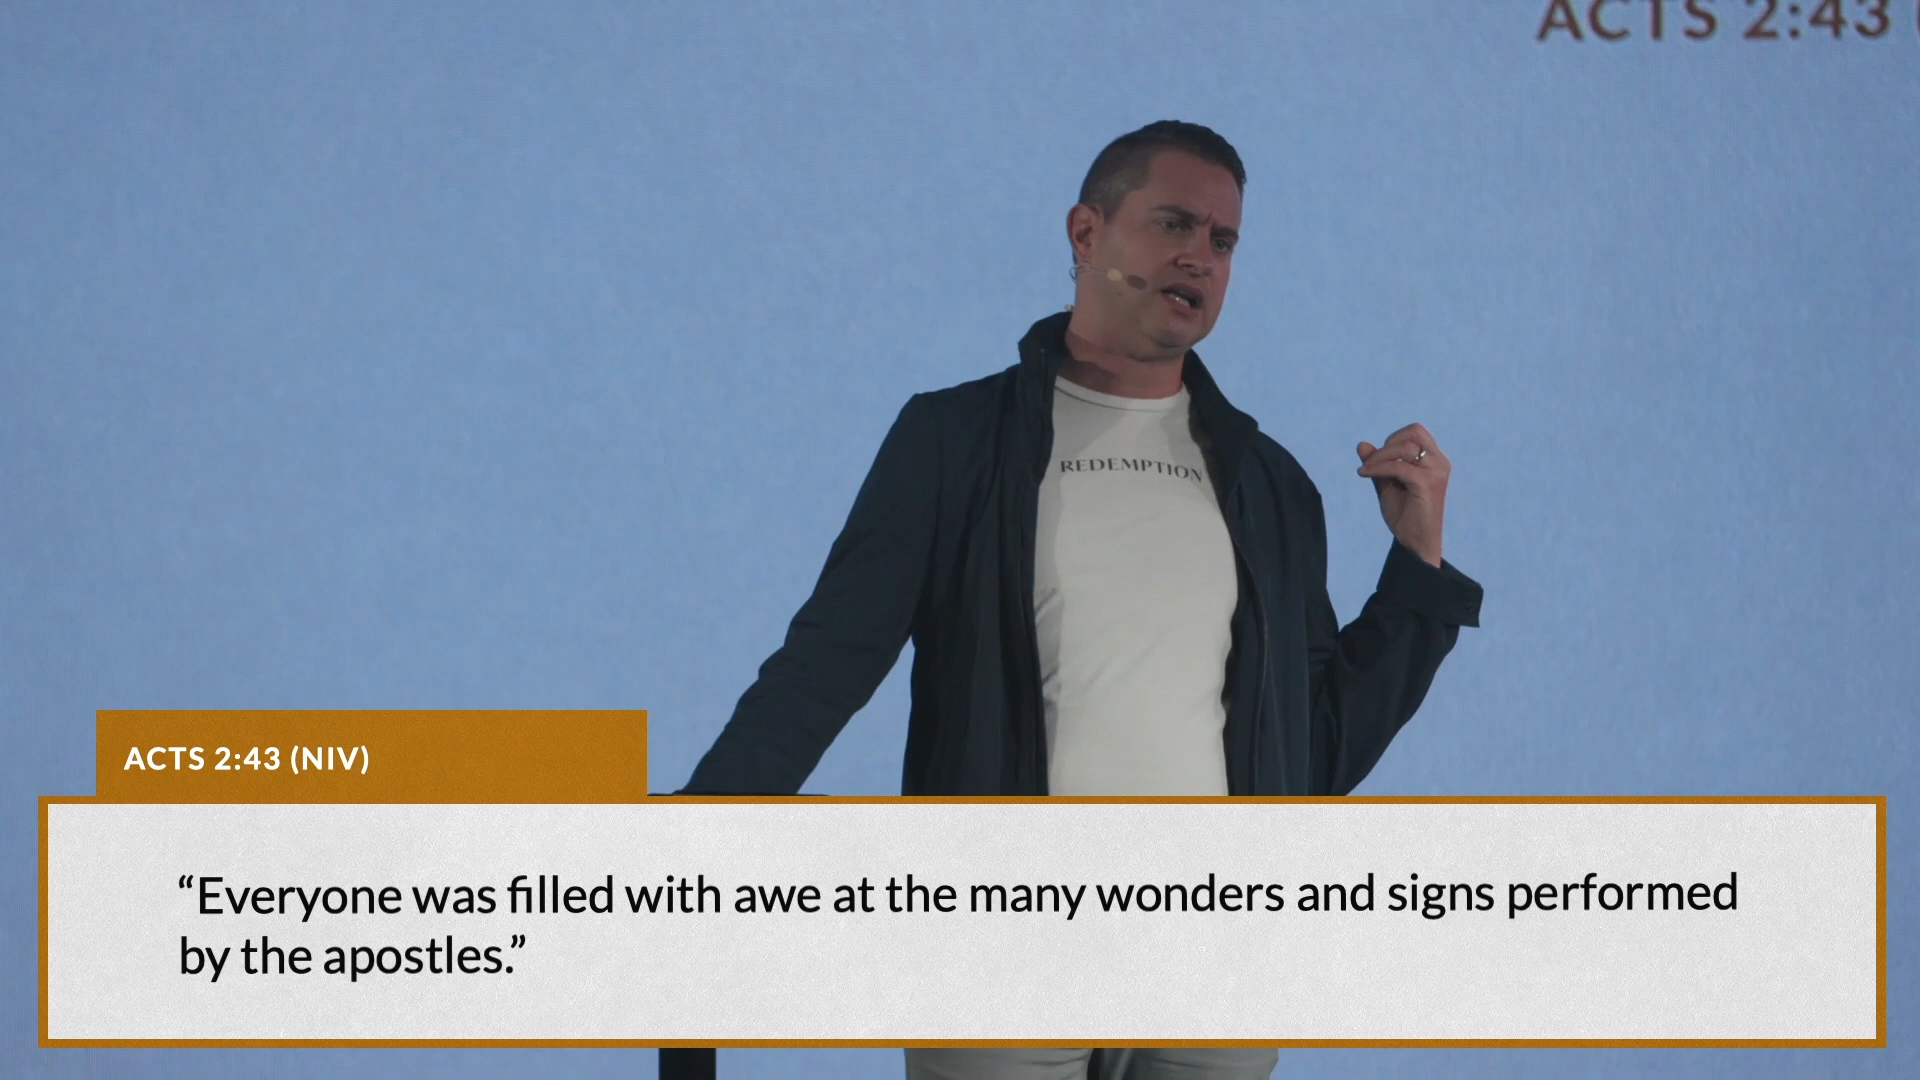 ACTS 2:43
REDEMPTION
ACTS 2:43 (NIV)
“Everyone was filled with awe at the many wonders and signs performed
by the apostles.”